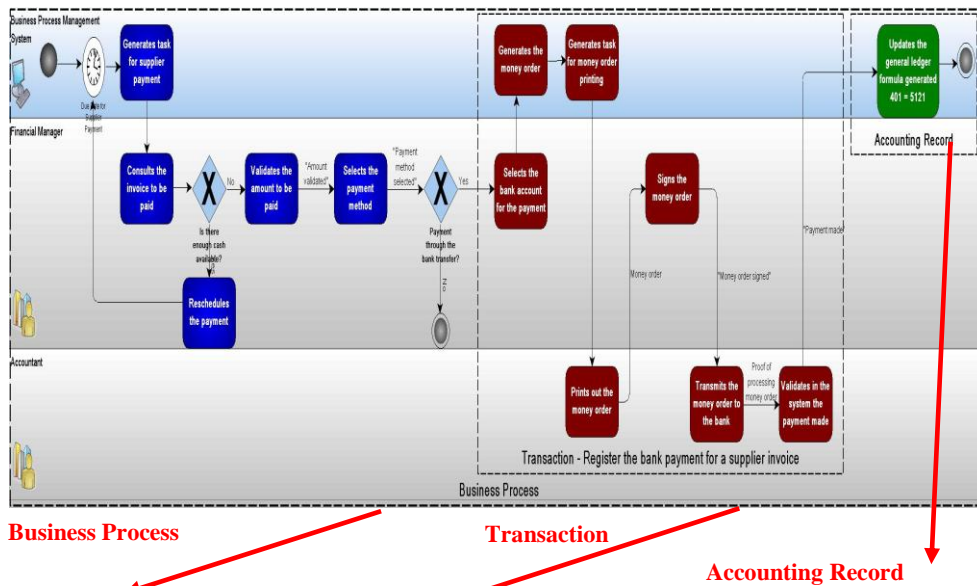 Business Process Management
System
Generates task
for supplier
payment
Generates the
money order
Generates task
for money order
printing
Updates the
general ledger
formula generated
401 = 5121
Supplier
Payment
Accounting Record
Financial Manager
Consults the
invoice to be
paid
No
Validates the
amount to be
paid
"Amount
validated"
Selects the
payment
method
"Payment
method
selected"
Yes
Selects the
bank account
for the payment
Signs the
money order
Is there
enough cash
available?
Payment
through the
bank transfer?
"Payment made"
Money order
"Money order signed"
Reschedules
the payment
No
Accountant
Prints out the
money order
Transmits the
money order to
the bank
Proof of
processing
money order
Validates in
the system the
payment made
Transaction - Register the bank payment for a supplier invoice
Business Process
Business Process
Transaction
Accounting Record